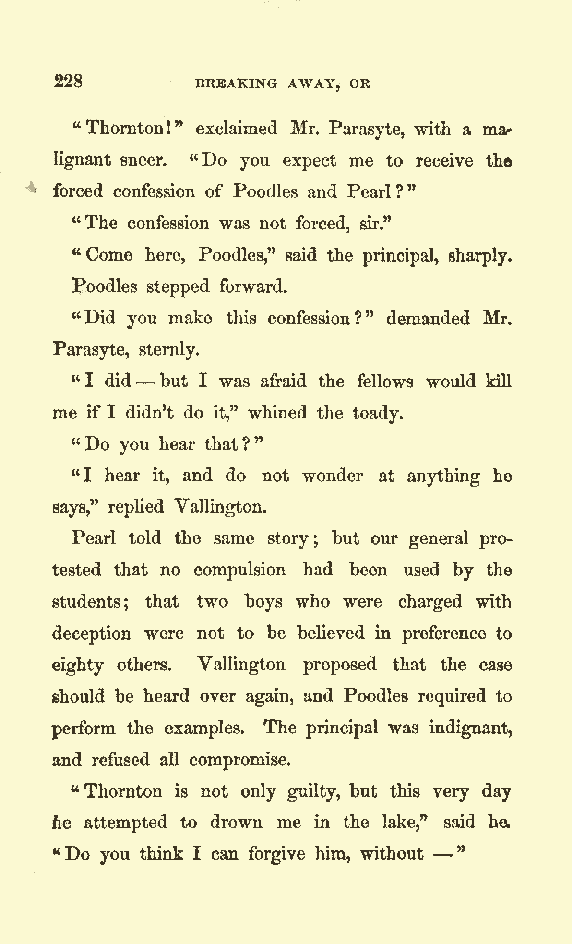 228 BREAKING AWAY, OR
"Thornton!" exclaimed Mr. Parasyte, with a ma-
lignant sneer. "Do you expect me to receive the
forced confession of Poodles and Pearl?"
"The confession was not forced, sir."
"Come here, Poodles," said the principal, sharply.
Poodles stepped forward.
"Did you make this confession?" demanded Mr.
Parasyte, sternly.
"I did — but I was afraid the fellows would kill
me if I didn't do it," whined the toady.
"Do you hear that?"
"I hear it, and do not wonder at anything he
says," replied Vallington.
Pearl told the same story; but our general pro-
tested that no compulsion had been used by the
students; that two boys who were charged with
deception were not to be believed in preference to
eighty others. Vallington proposed that the case
should be heard over again, and Poodles required to
perform the examples. The principal was indignant,
and refused all compromise.
"Thornton is not only guilty, but this very day
he attempted to drown me in the lake," said he.
"Do you think I can forgive him, without —"